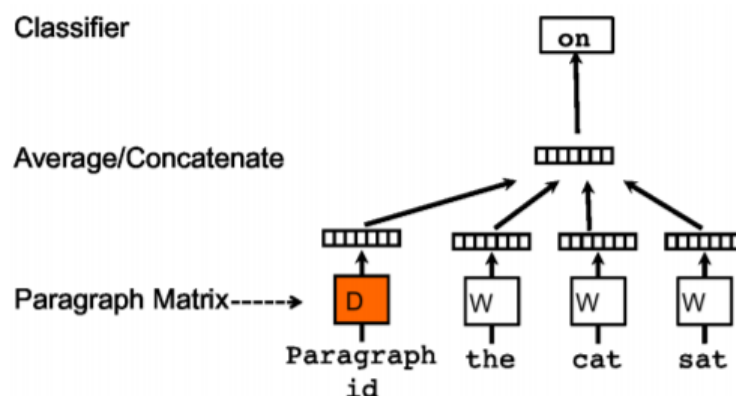 Classifier
on
Average/Concatenate
Paragraph Matrix
D
W
W
W
Paragraph
id
the
cat
sat